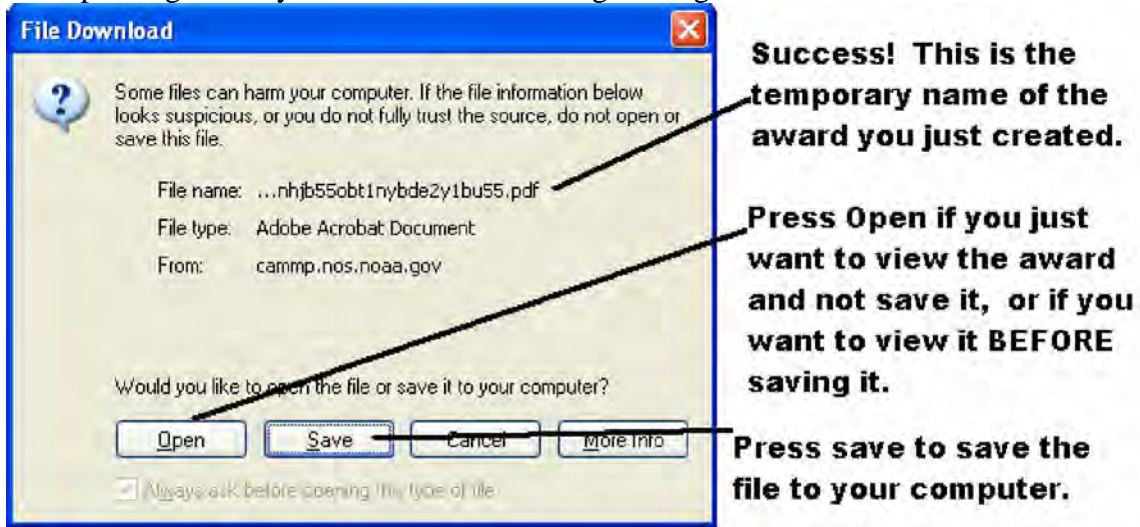 File Download
Some files can harm your computer. If the file information below
looks suspicious, or you do not fully trust the source, do not open or
save this file.
File name: ...nhjb55obt1nybde2y1bu55.pdf
File type: Adobe Acrobat Document
From: cammp.nos.noaa.gov
Would you like to open the file or save it to your computer?
Open Save Cancel More Info
Always ask before opening this type of file
Success! This is the
temporary name of the
award you just created.
Press Open if you just
want to view the award
and not save it, or if you
want to view it BEFORE
saving it.
Press save to save the
file to your computer.